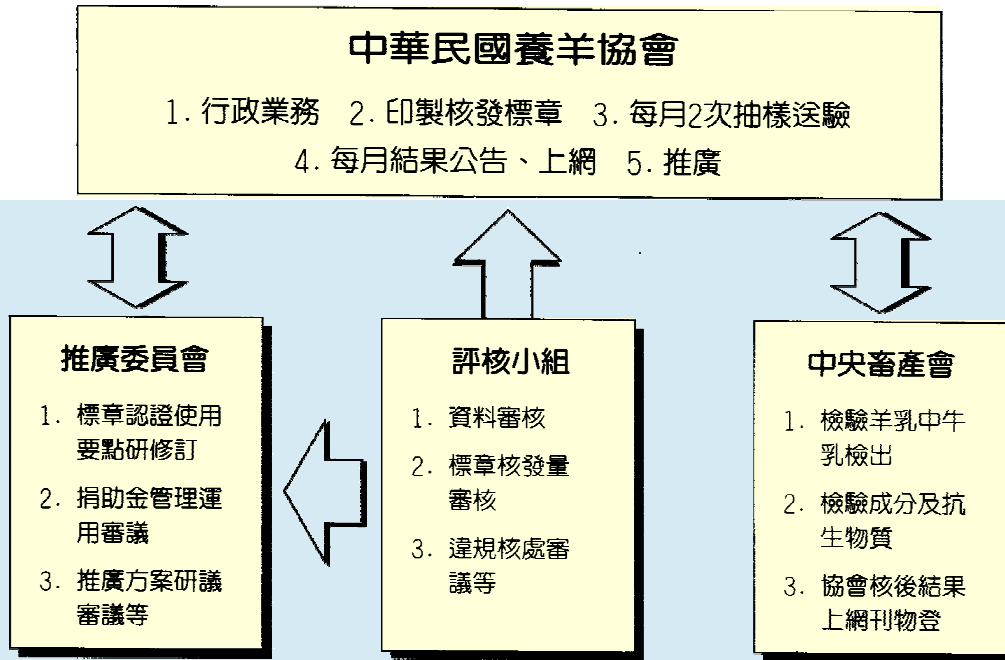 中華民國養羊協會
1. 行政業務 2. 印製核發標章 3. 每月2次抽樣送驗
4. 每月結果公告、上網 5. 推廣
推廣委員會
1. 標章認證使用
要點研修訂
2. 捐助金管理運
用審議
3. 推廣方案研議
審議等
評核小組
1. 資料審核
2. 標章核發量
審核
3. 違規核處審
議等
中央畜產會
1. 檢驗羊乳中牛
乳檢出
2. 檢驗成分及抗
生物質
3. 協會核後結果
上網刊物登